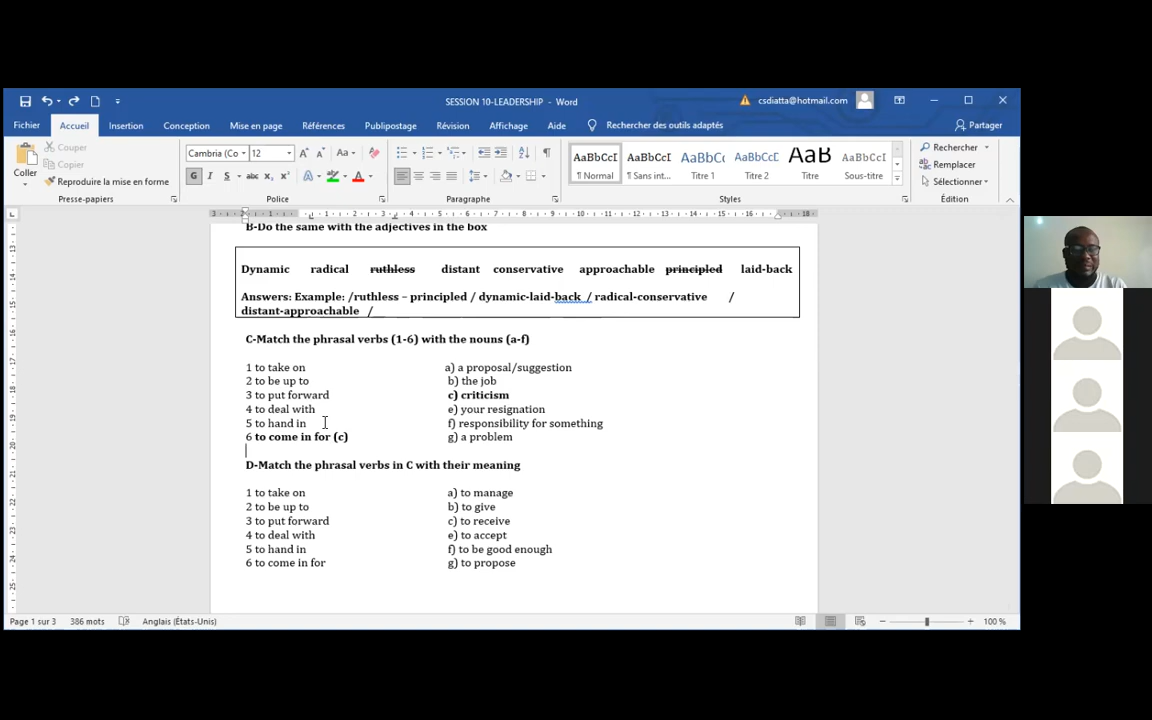 SESSION 10-LEADERSHIP - Word
csdiatta@hotmail.com
Fichier Accueil Insertion Conception Mise en page Références Publipostage Révision Affichage Aide Rechercher des outils adaptés Partager
Coller
Couper
Copier
Reproduire la mise en forme
Presse-papiers
Cambria (Co 12
Police
Paragraphe
AaBbCcI AaBbCcI AaBbCc AaBbCcI AaB AaBbCcI
¶ Normal ¶ Sans int... Titre 1 Titre 2 Titre Sous-titre
Styles
Rechercher
Remplacer
Sélectionner
Édition
B-Do the same with the adjectives in the box
Dynamic radical ruthless distant conservative approachable principled laid-back
Answers: Example: /ruthless – principled / dynamic-laid-back / radical-conservative /
distant-approachable /
C-Match the phrasal verbs (1-6) with the nouns (a-f)
1 to take on a) a proposal/suggestion
2 to be up to b) the job
3 to put forward c) criticism
4 to deal with e) your resignation
5 to hand in f) responsibility for something
6 to come in for (c) g) a problem
D-Match the phrasal verbs in C with their meaning
1 to take on a) to manage
2 to be up to b) to give
3 to put forward c) to receive
4 to deal with e) to accept
5 to hand in f) to be good enough
6 to come in for g) to propose
Page 1 sur 3 386 mots Anglais (États-Unis) 100 %